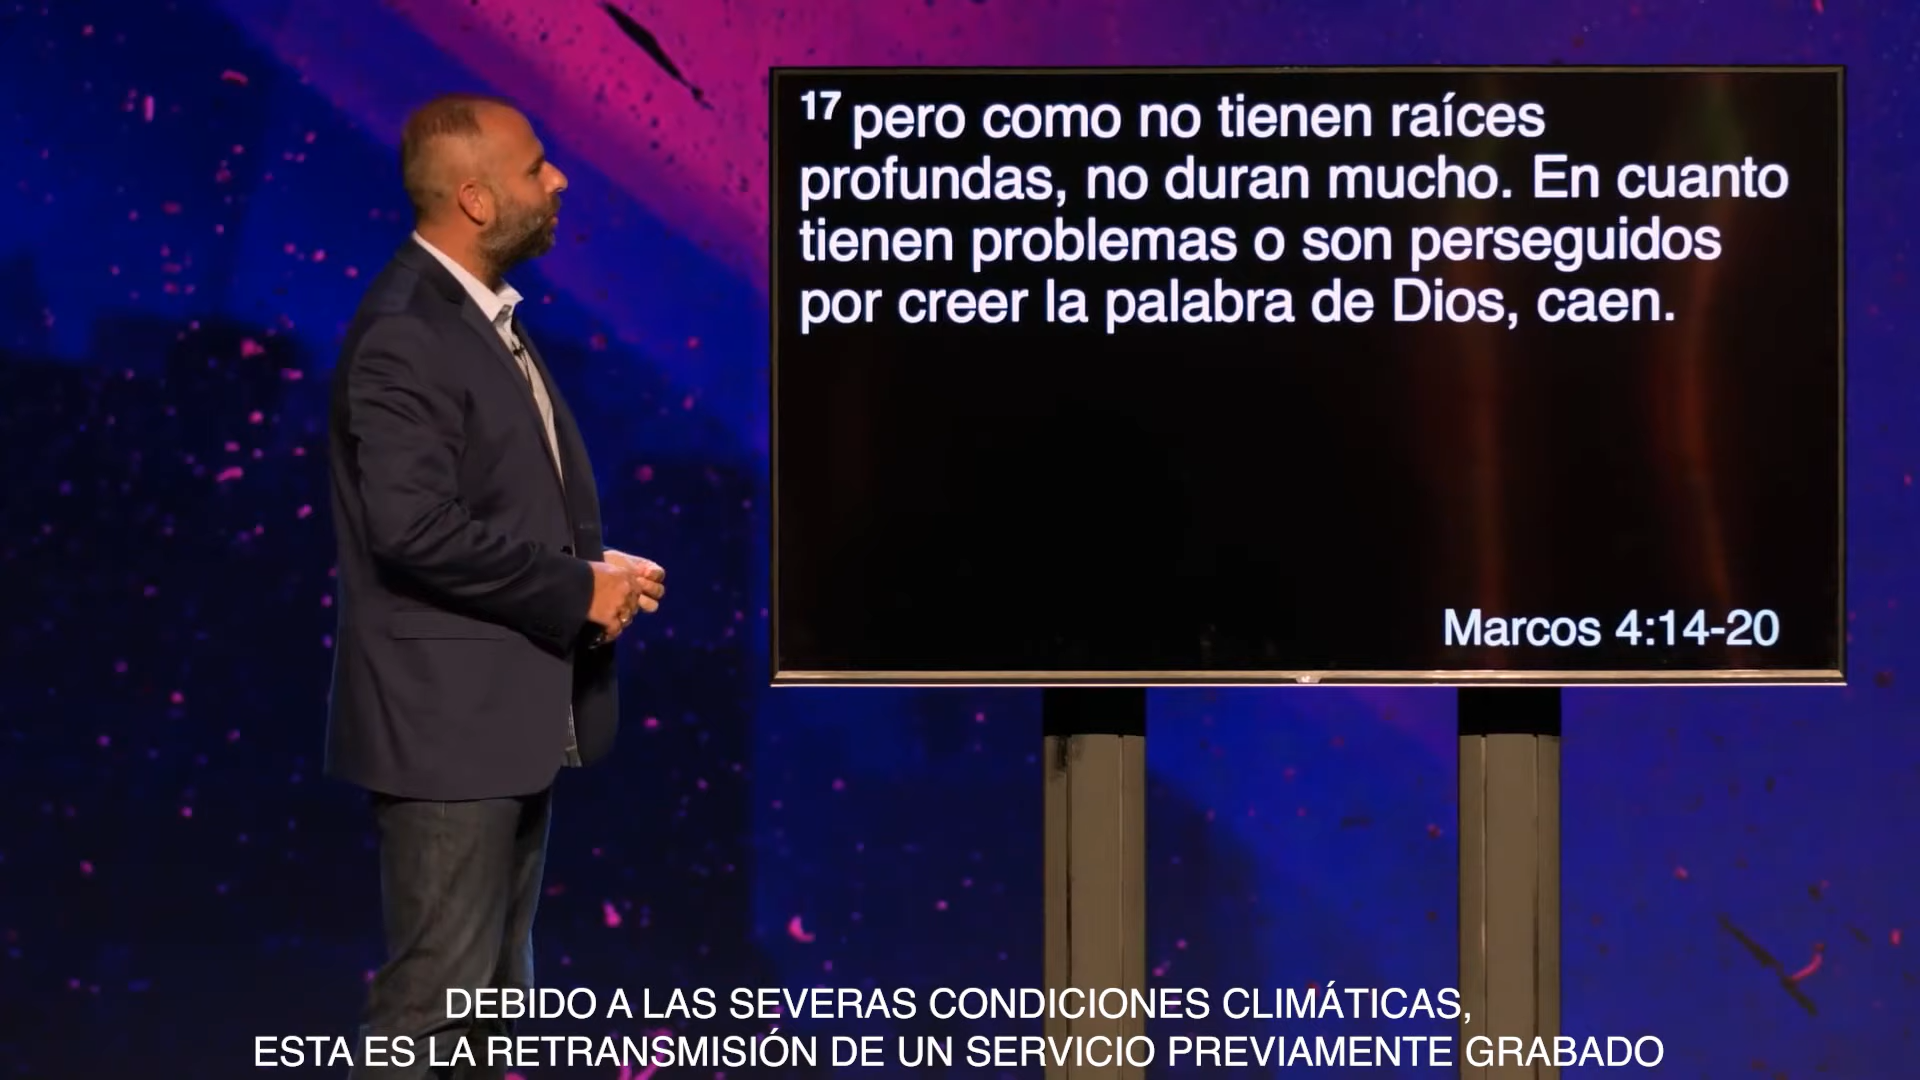 17 pero como no tienen raíces
profundas, no duran mucho. En cuanto
tienen problemas o son perseguidos
por creer la palabra de Dios, caen.
Marcos 4:14-20
DEBIDO A LAS SEVERAS CONDICIONES CLIMÁTICAS,
ESTA ES LA RETRANSMISIÓN DE UN SERVICIO PREVIAMENTE GRABADO